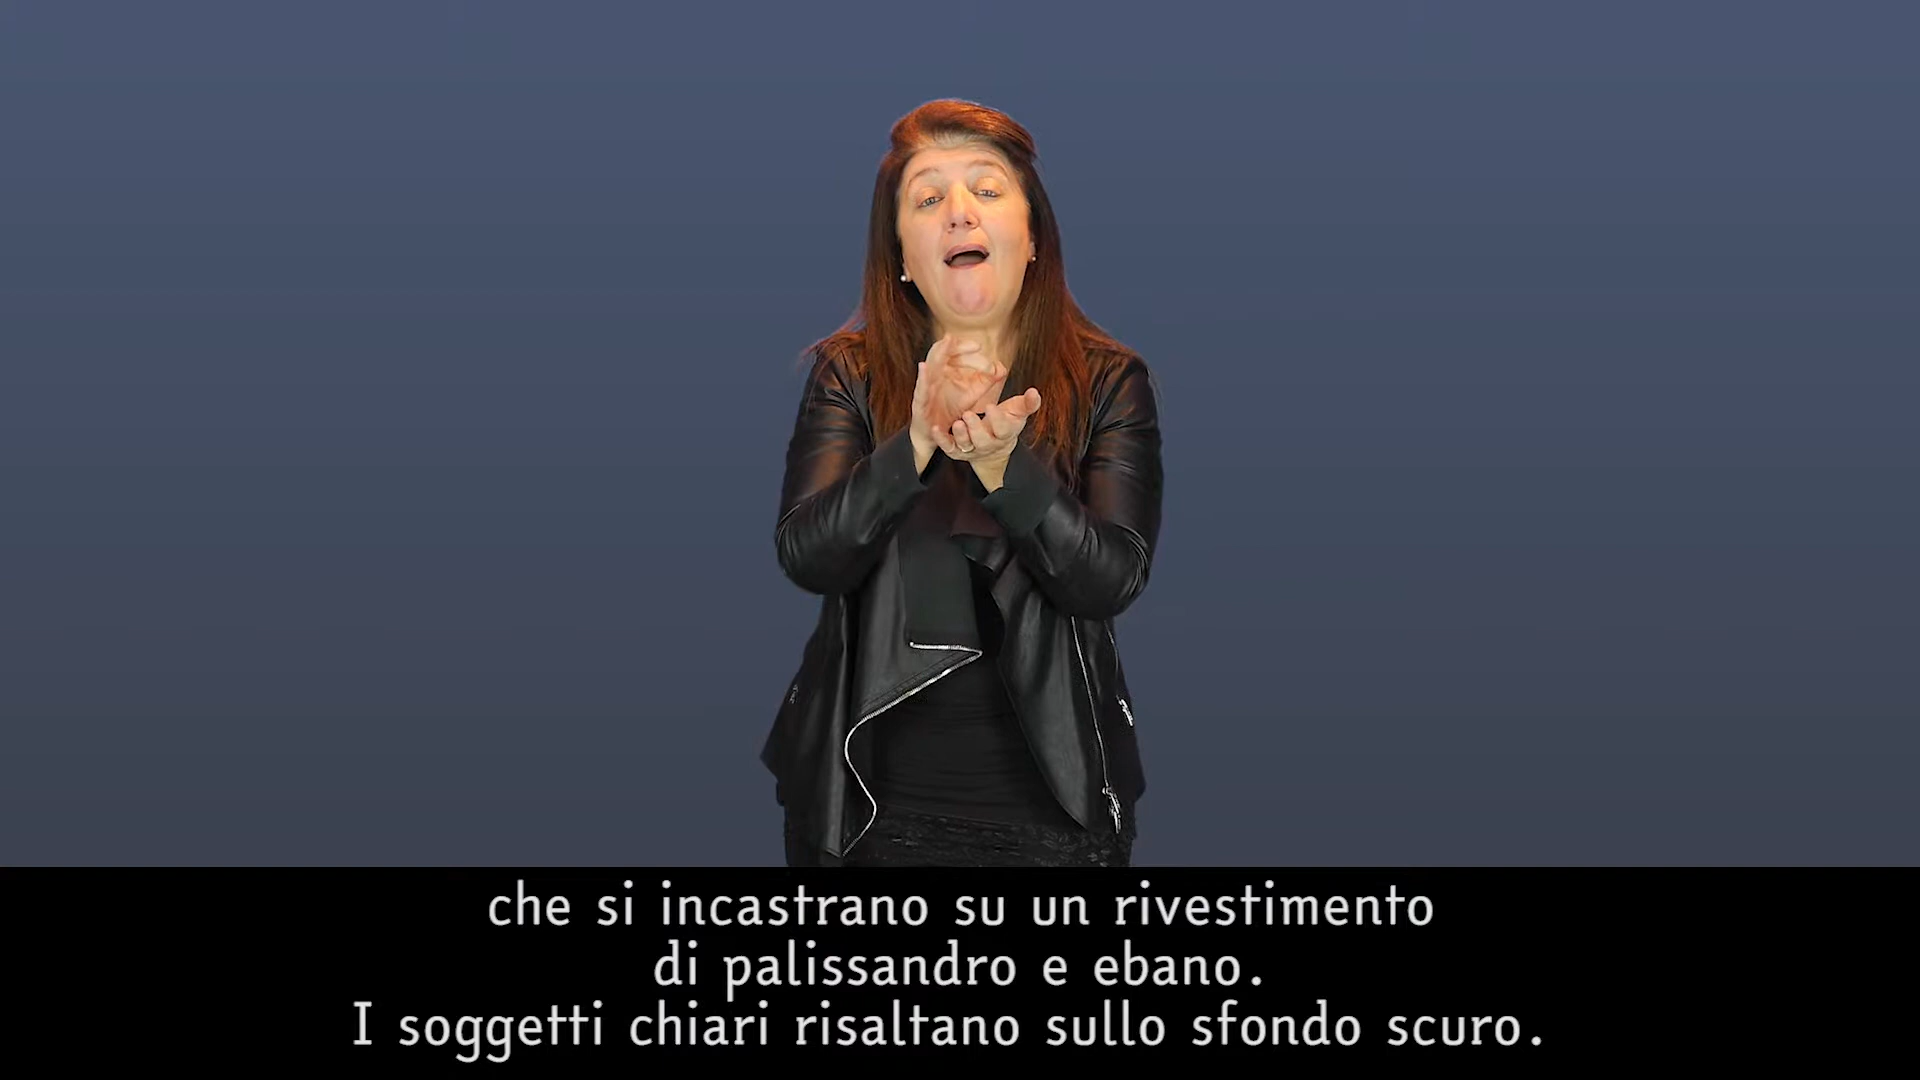 che si incastrano su un rivestimento
di palissandro e ebano.
I soggetti chiari risaltano sullo sfondo scuro.